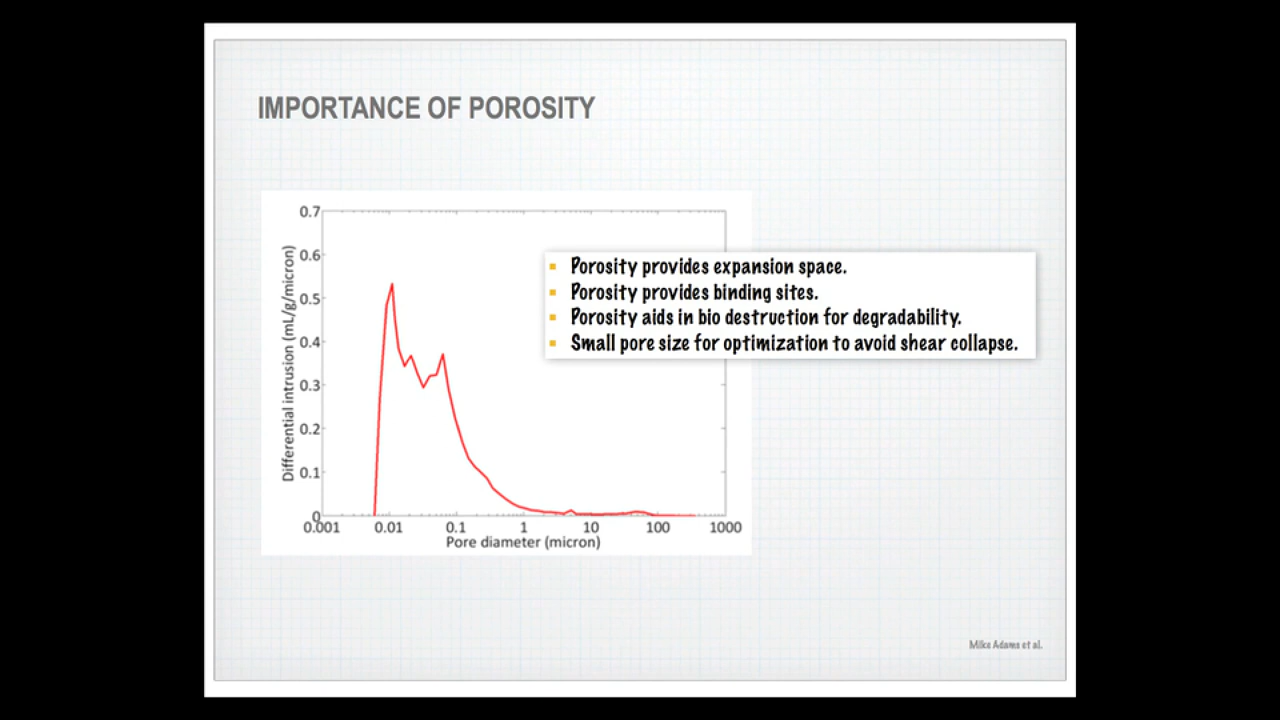 IMPORTANCE OF POROSITY
0.7
0.6
0.5
0.4
0.3
0.2
0.1
0
Differential intrusion (mL/g/micron)
0.001 0.01 0.1 1 10 100 1000
Pore diameter (micron)
Porosity provides expansion space.
Porosity provides binding sites.
Porosity aids in bio destruction for degradability.
Small pore size for optimization to avoid shear collapse.
Mike Adams et al.